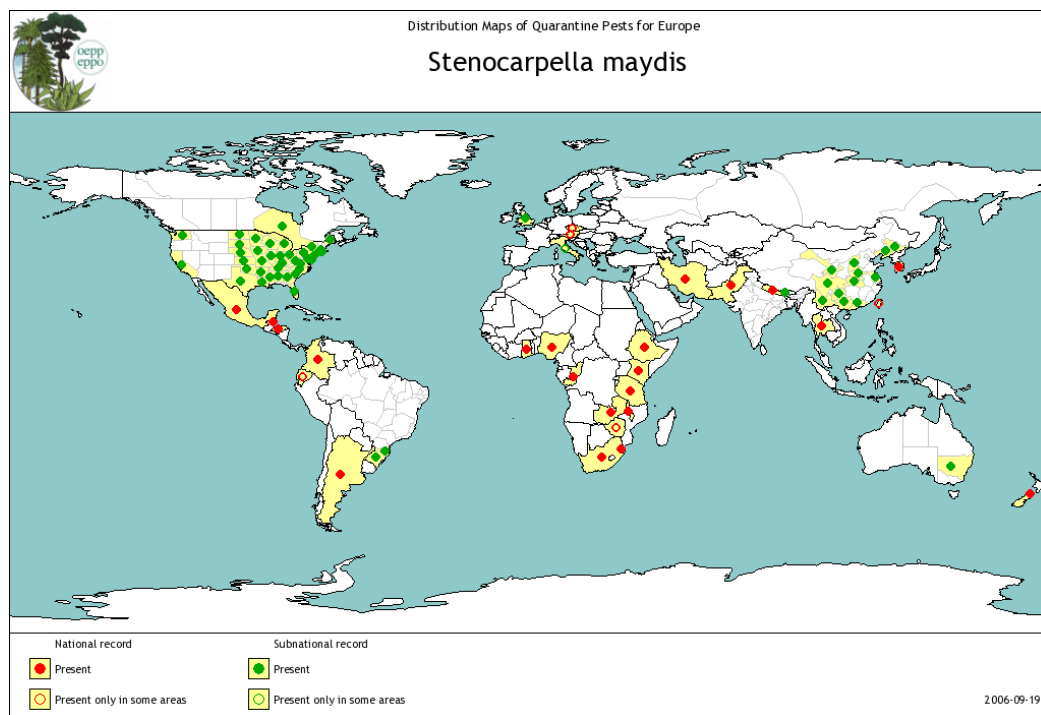 oepp
eppo
Distribution Maps of Quarantine Pests for Europe
Stenocarpella maydis
National record
Subnational record
Present
Present
Present only in some areas
Present only in some areas
2006-09-19